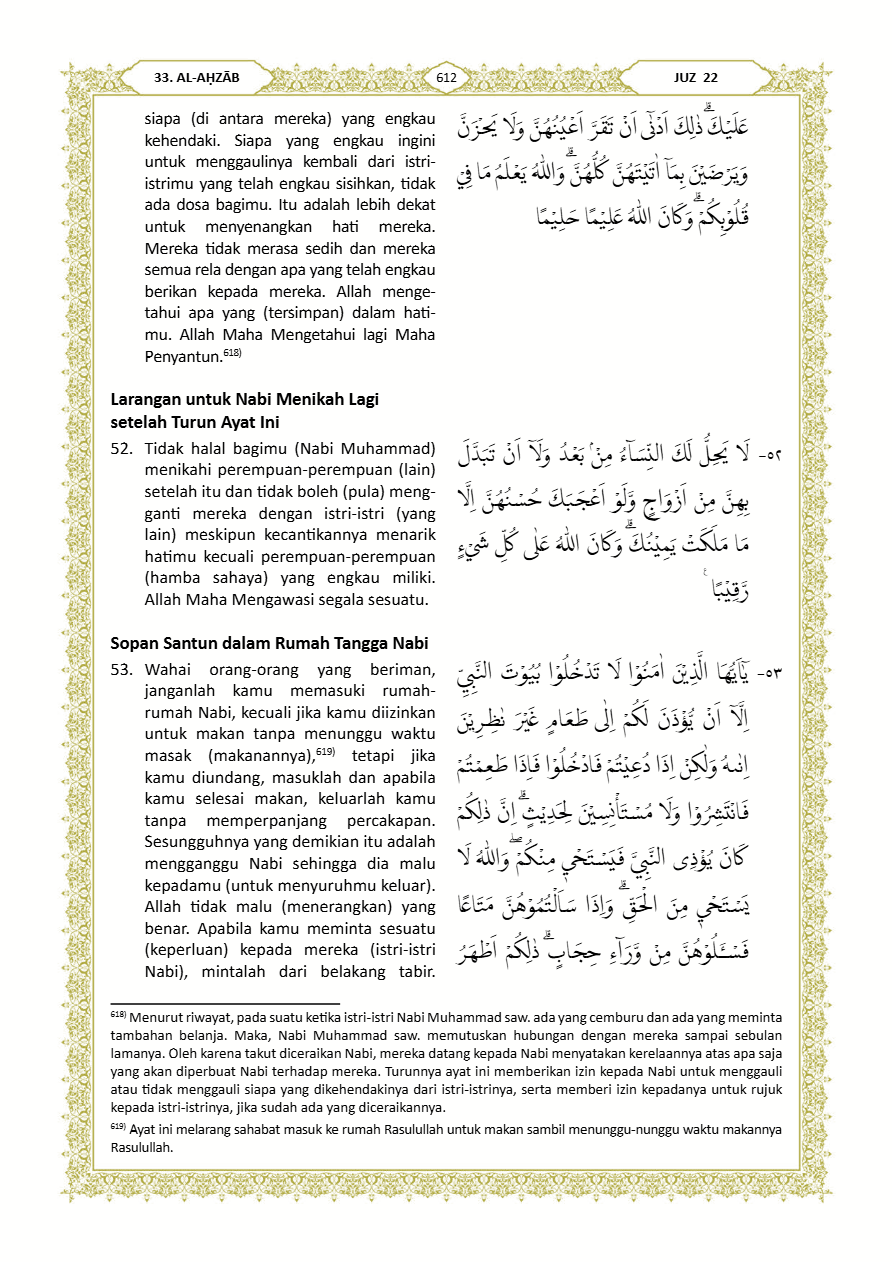 33. AL-AḤZĀB
612
JUZ 22
siapa (di antara mereka) yang engkau
kehendaki. Siapa yang engkau ingini
untuk menggaulinya kembali dari istri-
istrimu yang telah engkau sisihkan, tidak
ada dosa bagimu. Itu adalah lebih dekat
untuk menyenangkan hati mereka.
Mereka tidak merasa sedih dan mereka
semua rela dengan apa yang telah engkau
berikan kepada mereka. Allah menge-
tahui apa yang (tersimpan) dalam hati-
mu. Allah Maha Mengetahui lagi Maha
Penyantun.⁶¹⁸⁾
عَلَيْكَۗ ذٰلِكَ اَدْنٰٓى اَنْ تَقَرَّ اَعْيُنُهُنَّ وَلَا يَحْزَنَّ
وَيَرْضَيْنَ بِمَآ اٰتَيْتَهُنَّ كُلُّهُنَّۗ وَاللّٰهُ يَعْلَمُ مَا فِيْ
قُلُوْبِكُمْۗ وَكَانَ اللّٰهُ عَلِيْمًا حَلِيْمًا
Larangan untuk Nabi Menikah Lagi
setelah Turun Ayat Ini
52. Tidak halal bagimu (Nabi Muhammad)
menikahi perempuan-perempuan (lain)
setelah itu dan tidak boleh (pula) meng-
ganti mereka dengan istri-istri (yang
lain) meskipun kecantikannya menarik
hatimu kecuali perempuan-perempuan
(hamba sahaya) yang engkau miliki.
Allah Maha Mengawasi segala sesuatu.
٥٢- لَا يَحِلُّ لَكَ النِّسَاۤءُ مِنْۢ بَعْدُ وَلَآ اَنْ تَبَدَّلَ
بِهِنَّ مِنْ اَزْوَاجٍ وَّلَوْ اَعْجَبَكَ حُسْنُهُنَّ اِلَّا
مَا مَلَكَتْ يَمِيْنُكَۗ وَكَانَ اللّٰهُ عَلٰى كُلِّ شَيْءٍ
رَّقِيْبًا ࣖ
Sopan Santun dalam Rumah Tangga Nabi
53. Wahai orang-orang yang beriman,
janganlah kamu memasuki rumah-
rumah Nabi, kecuali jika kamu diizinkan
untuk makan tanpa menunggu waktu
masak (makanannya),⁶¹⁹⁾ tetapi jika
kamu diundang, masuklah dan apabila
kamu selesai makan, keluarlah kamu
tanpa memperpanjang percakapan.
Sesungguhnya yang demikian itu adalah
mengganggu Nabi sehingga dia malu
kepadamu (untuk menyuruhmu keluar).
Allah tidak malu (menerangkan) yang
benar. Apabila kamu meminta sesuatu
(keperluan) kepada mereka (istri-istri
Nabi), mintalah dari belakang tabir.
٥٣- يٰٓاَيُّهَا الَّذِيْنَ اٰمَنُوْا لَا تَدْخُلُوْا بُيُوْتَ النَّبِيِّ
اِلَّآ اَنْ يُّؤْذَنَ لَكُمْ اِلٰى طَعَامٍ غَيْرَ نٰظِرِيْنَ
اِنٰىهُ وَلٰكِنْ اِذَا دُعِيْتُمْ فَادْخُلُوْا فَاِذَا طَعِمْتُمْ
فَانْتَشِرُوْا وَلَا مُسْتَأْنِسِيْنَ لِحَدِيْثٍۗ اِنَّ ذٰلِكُمْ
كَانَ يُؤْذِى النَّبِيَّ فَيَسْتَحْيٖ مِنْكُمْۖ وَاللّٰهُ لَا
يَسْتَحْيٖ مِنَ الْحَقِّۗ وَاِذَا سَاَلْتُمُوْهُنَّ مَتَاعًا
فَسْـَٔلُوْهُنَّ مِنْ وَّرَاۤءِ حِجَابٍۗ ذٰلِكُمْ اَطْهَرُ
⁶¹⁸⁾ Menurut riwayat, pada suatu ketika istri-istri Nabi Muhammad saw. ada yang cemburu dan ada yang meminta
tambahan belanja. Maka, Nabi Muhammad saw. memutuskan hubungan dengan mereka sampai sebulan
lamanya. Oleh karena takut diceraikan Nabi, mereka datang kepada Nabi menyatakan kerelaannya atas apa saja
yang akan diperbuat Nabi terhadap mereka. Turunnya ayat ini memberikan izin kepada Nabi untuk menggauli
atau tidak menggauli siapa yang dikehendakinya dari istri-istrinya, serta memberi izin kepadanya untuk rujuk
kepada istri-istrinya, jika sudah ada yang diceraikannya.
⁶¹⁹⁾ Ayat ini melarang sahabat masuk ke rumah Rasulullah untuk makan sambil menunggu-nunggu waktu makannya
Rasulullah.